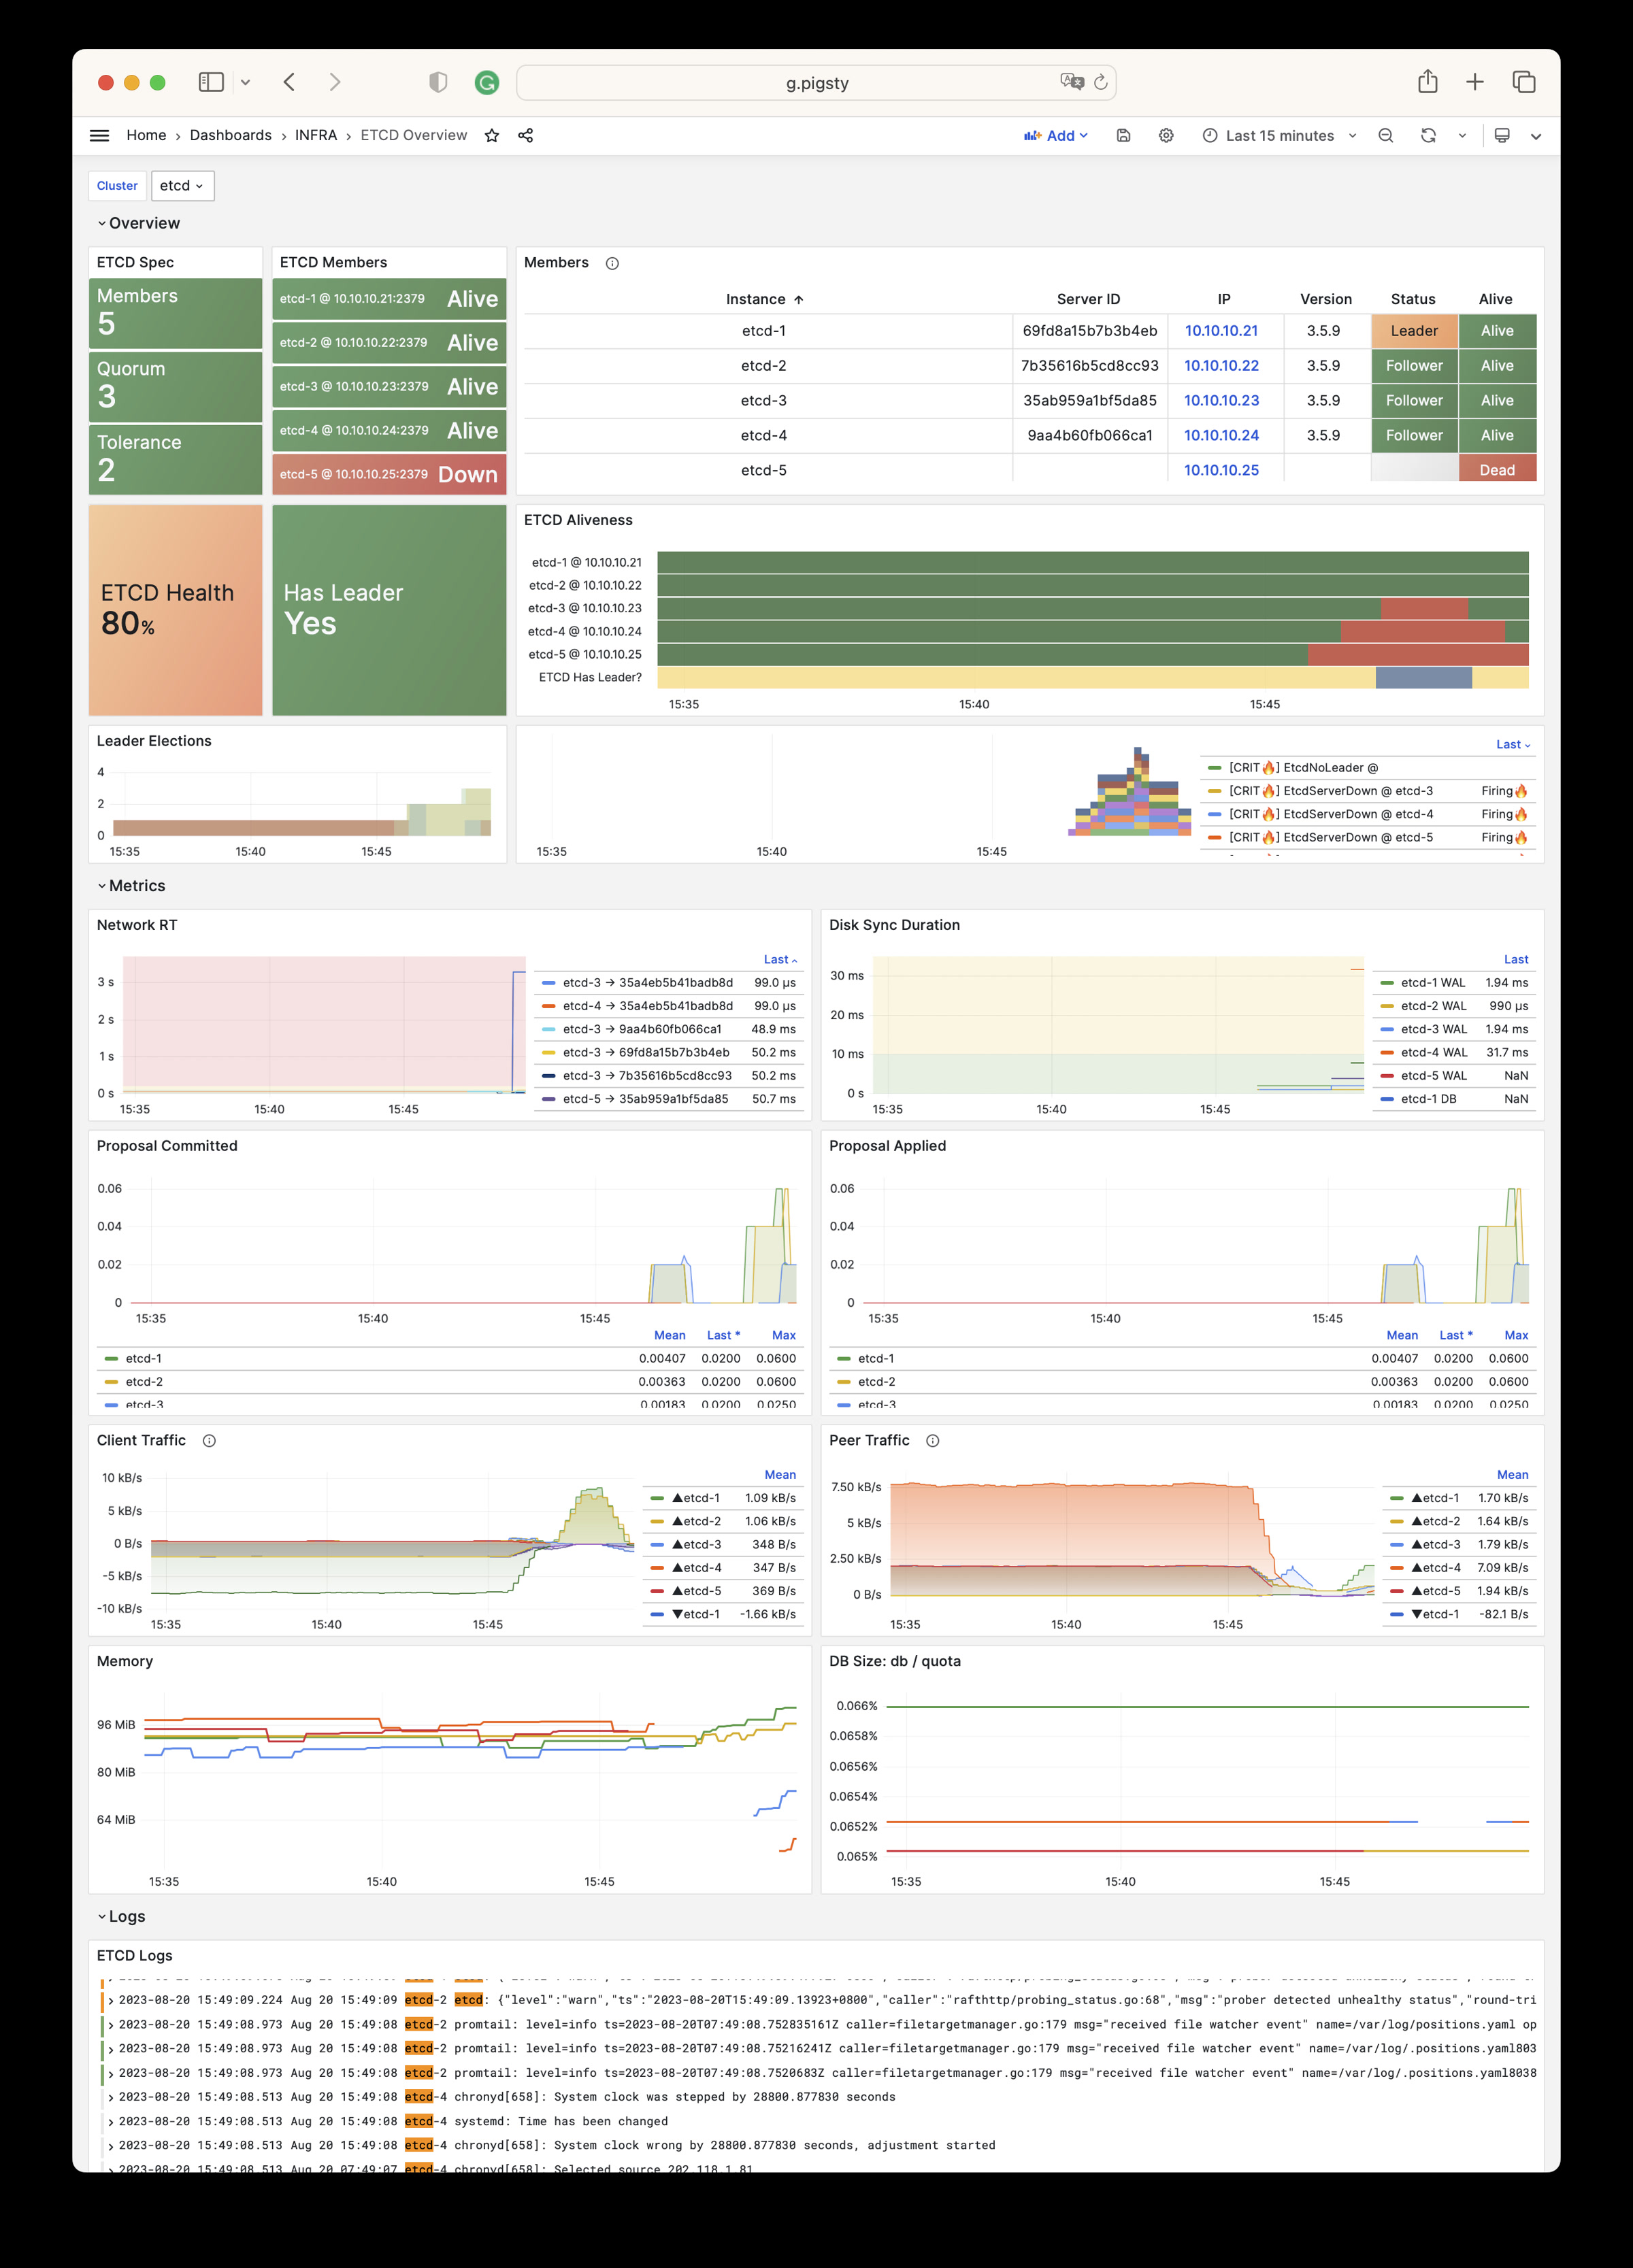 g.pigsty
Home › Dashboards › INFRA › ETCD Overview
Add
Last 15 minutes
Cluster etcd
Overview
ETCD Spec
Members
5
Quorum
3
Tolerance
2
ETCD Members
etcd-1 @ 10.10.10.21:2379 Alive
etcd-2 @ 10.10.10.22:2379 Alive
etcd-3 @ 10.10.10.23:2379 Alive
etcd-4 @ 10.10.10.24:2379 Alive
etcd-5 @ 10.10.10.25:2379 Down
Members
Instance ↑ Server ID IP Version Status Alive
etcd-1 69fd8a15b7b3b4eb 10.10.10.21 3.5.9 Leader Alive
etcd-2 7b35616b5cd8cc93 10.10.10.22 3.5.9 Follower Alive
etcd-3 35ab959a1bf5da85 10.10.10.23 3.5.9 Follower Alive
etcd-4 9aa4b60fb066ca1 10.10.10.24 3.5.9 Follower Alive
etcd-5 10.10.10.25 Dead
ETCD Health
80%
Has Leader
Yes
ETCD Aliveness
etcd-1 @ 10.10.10.21
etcd-2 @ 10.10.10.22
etcd-3 @ 10.10.10.23
etcd-4 @ 10.10.10.24
etcd-5 @ 10.10.10.25
ETCD Has Leader?
15:35 15:40 15:45
Leader Elections
4
2
0
15:35 15:40 15:45
15:35 15:40 15:45
Last
[CRIT🔥] EtcdNoLeader @
[CRIT🔥] EtcdServerDown @ etcd-3 Firing🔥
[CRIT🔥] EtcdServerDown @ etcd-4 Firing🔥
[CRIT🔥] EtcdServerDown @ etcd-5 Firing🔥
Metrics
Network RT
3 s
2 s
1 s
0 s
15:35 15:40 15:45
Last
etcd-3 → 35a4eb5b41badb8d 99.0 µs
etcd-4 → 35a4eb5b41badb8d 99.0 µs
etcd-3 → 9aa4b60fb066ca1 48.9 ms
etcd-3 → 69fd8a15b7b3b4eb 50.2 ms
etcd-3 → 7b35616b5cd8cc93 50.2 ms
etcd-5 → 35ab959a1bf5da85 50.7 ms
Disk Sync Duration
30 ms
20 ms
10 ms
0 s
15:35 15:40 15:45
Last
etcd-1 WAL 1.94 ms
etcd-2 WAL 990 µs
etcd-3 WAL 1.94 ms
etcd-4 WAL 31.7 ms
etcd-5 WAL NaN
etcd-1 DB NaN
Proposal Committed
0.06
0.04
0.02
0
15:35 15:40 15:45
Mean Last * Max
etcd-1 0.00407 0.0200 0.0600
etcd-2 0.00363 0.0200 0.0600
etcd-3 0.00183 0.0200 0.0250
Proposal Applied
0.06
0.04
0.02
0
15:35 15:40 15:45
Mean Last * Max
etcd-1 0.00407 0.0200 0.0600
etcd-2 0.00363 0.0200 0.0600
etcd-3 0.00183 0.0200 0.0250
Client Traffic
10 kB/s
5 kB/s
0 B/s
-5 kB/s
-10 kB/s
15:35 15:40 15:45
Mean
▲etcd-1 1.09 kB/s
▲etcd-2 1.06 kB/s
▲etcd-3 348 B/s
▲etcd-4 347 B/s
▲etcd-5 369 B/s
▼etcd-1 -1.66 kB/s
Peer Traffic
7.50 kB/s
5 kB/s
2.50 kB/s
0 B/s
15:35 15:40 15:45
Mean
▲etcd-1 1.70 kB/s
▲etcd-2 1.64 kB/s
▲etcd-3 1.79 kB/s
▲etcd-4 7.09 kB/s
▲etcd-5 1.94 kB/s
▼etcd-1 -82.1 B/s
Memory
96 MiB
80 MiB
64 MiB
15:35 15:40 15:45
DB Size: db / quota
0.066%
0.0658%
0.0656%
0.0654%
0.0652%
0.065%
15:35 15:40 15:45
Logs
ETCD Logs
2023-08-20 15:49:09.224 Aug 20 15:49:09 etcd-2 etcd: {"level":"warn","ts":"2023-08-20T15:49:09.13923+0800","caller":"rafthttp/probing_status.go:68","msg":"prober detected unhealthy status","round-tri
2023-08-20 15:49:08.973 Aug 20 15:49:08 etcd-2 promtail: level=info ts=2023-08-20T07:49:08.752835161Z caller=filetargetmanager.go:179 msg="received file watcher event" name=/var/log/positions.yaml op
2023-08-20 15:49:08.973 Aug 20 15:49:08 etcd-2 promtail: level=info ts=2023-08-20T07:49:08.75216241Z caller=filetargetmanager.go:179 msg="received file watcher event" name=/var/log/.positions.yaml803
2023-08-20 15:49:08.973 Aug 20 15:49:08 etcd-2 promtail: level=info ts=2023-08-20T07:49:08.7520683Z caller=filetargetmanager.go:179 msg="received file watcher event" name=/var/log/.positions.yaml8038
2023-08-20 15:49:08.513 Aug 20 15:49:08 etcd-4 chronyd[658]: System clock was stepped by 28800.877830 seconds
2023-08-20 15:49:08.513 Aug 20 15:49:08 etcd-4 systemd: Time has been changed
2023-08-20 15:49:08.513 Aug 20 15:49:08 etcd-4 chronyd[658]: System clock wrong by 28800.877830 seconds, adjustment started
2023-08-20 15:49:08.513 Aug 20 07:49:07 etcd-4 chronyd[658]: Selected source 202.118.1.81